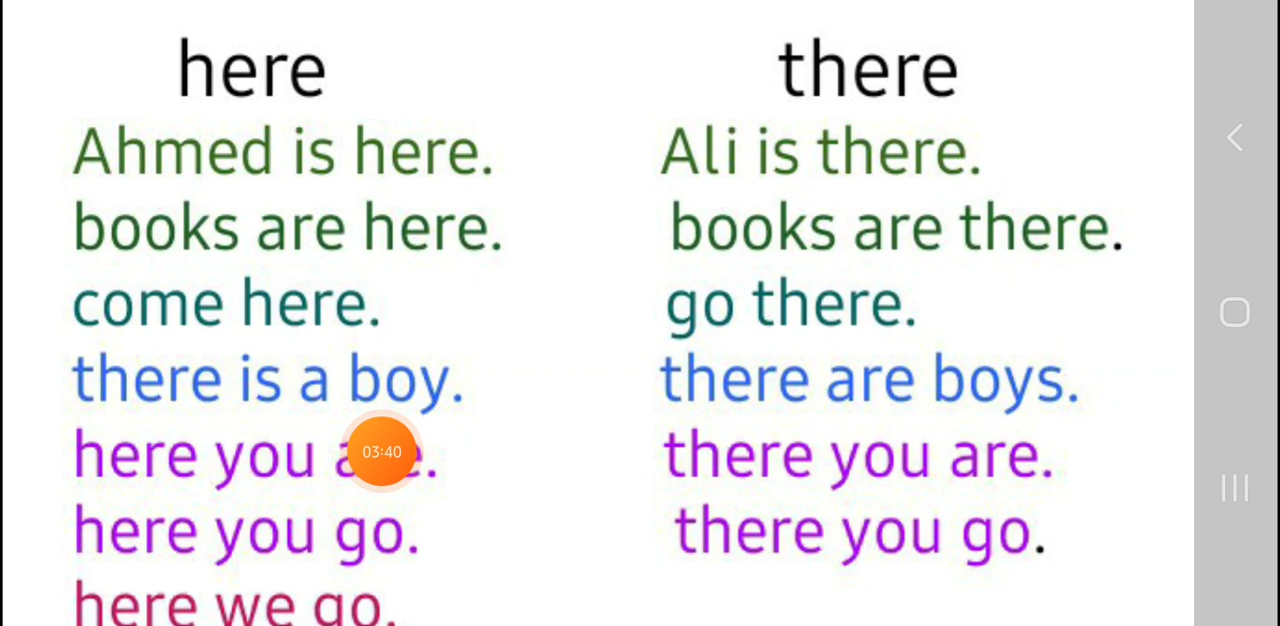 here
Ahmed is here.
books are here.
come here.
there is a boy.
here you are.
here you go.
here we go.
there
Ali is there.
books are there.
go there.
there are boys.
there you are.
there you go.
03:40